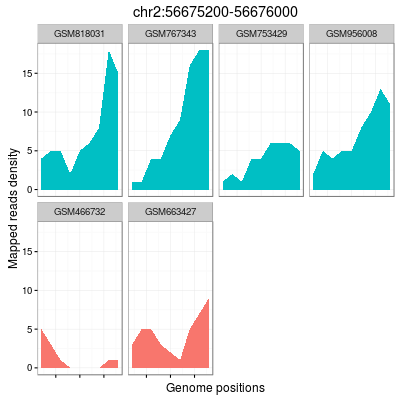 chr2:56675200-56676000
GSM818031 GSM767343 GSM753429 GSM956008
15
10
5
0
GSM466732 GSM663427
15
10
5
0
Mapped reads density
Genome positions